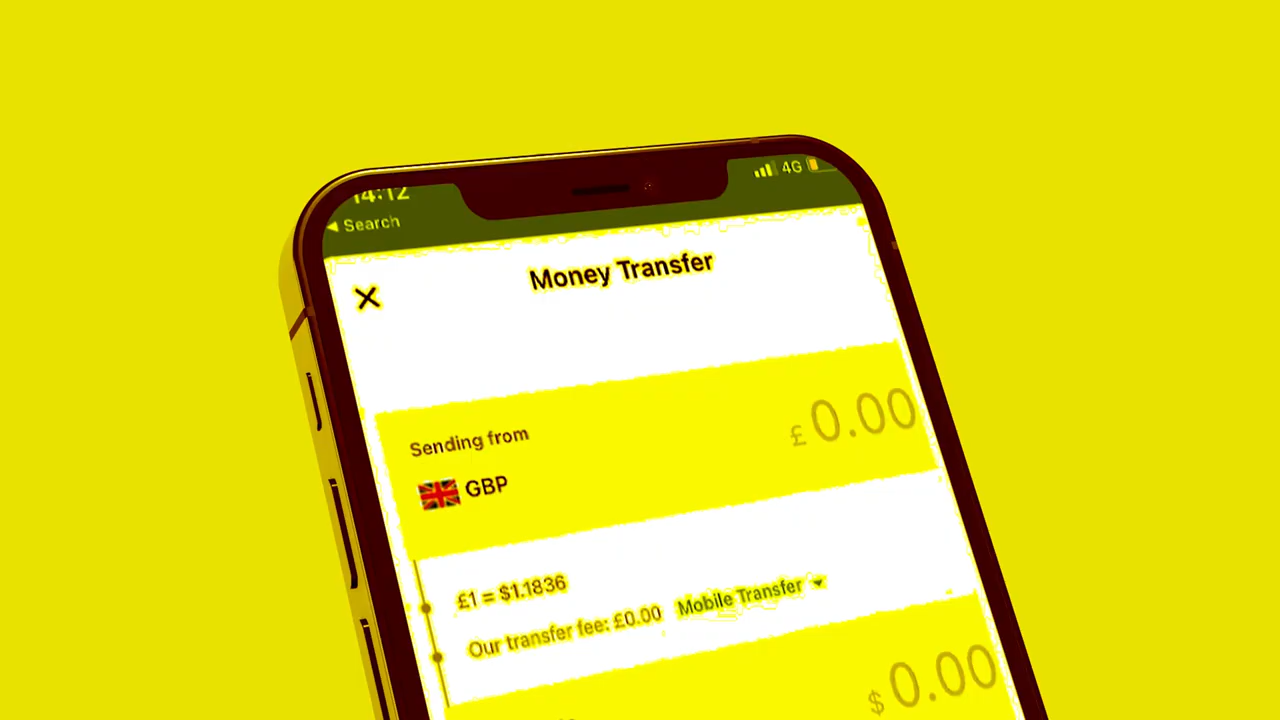 14:12
4G
Search
Money Transfer
£0.00
Sending from
GBP
£1 = $1.1836
Our transfer fee: £0.00 Mobile Transfer
$0.00